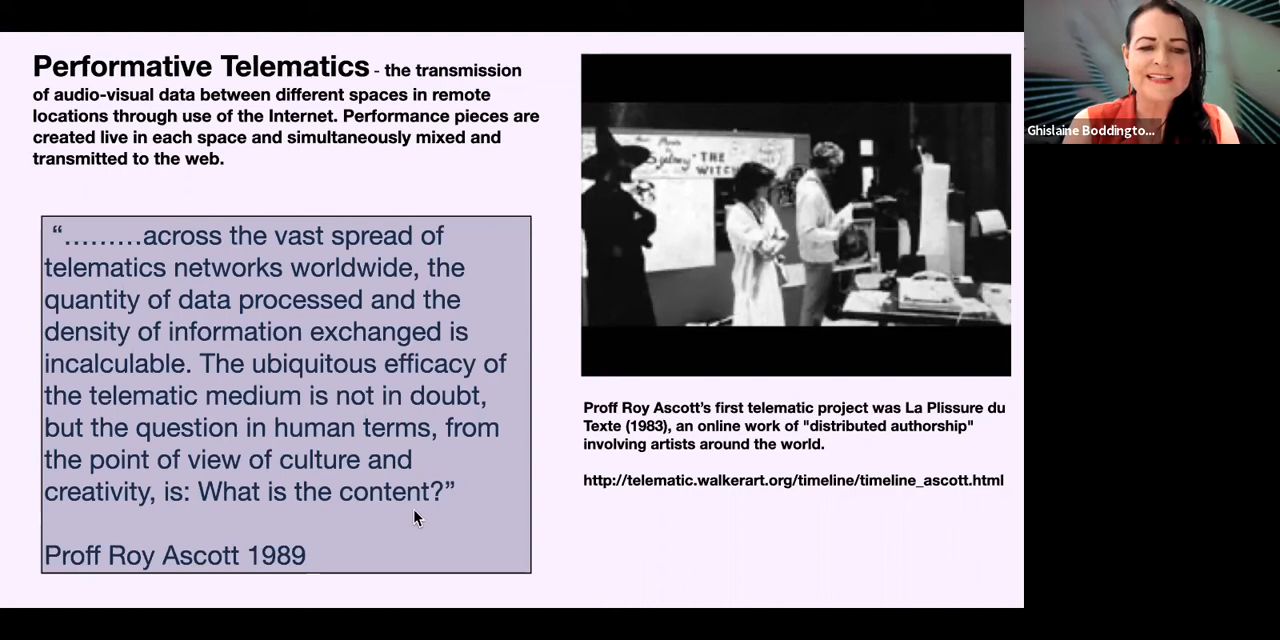 Performative Telematics - the transmission
of audio-visual data between different spaces in remote
locations through use of the Internet. Performance pieces are
created live in each space and simultaneously mixed and
transmitted to the web.
“………across the vast spread of
telematics networks worldwide, the
quantity of data processed and the
density of information exchanged is
incalculable. The ubiquitous efficacy of
the telematic medium is not in doubt,
but the question in human terms, from
the point of view of culture and
creativity, is: What is the content?”
Proff Roy Ascott 1989
Sydney "THE
WITCH
Proff Roy Ascott’s first telematic project was La Plissure du
Texte (1983), an online work of "distributed authorship"
involving artists around the world.
http://telematic.walkerart.org/timeline/timeline_ascott.html
Ghislaine Boddingto...